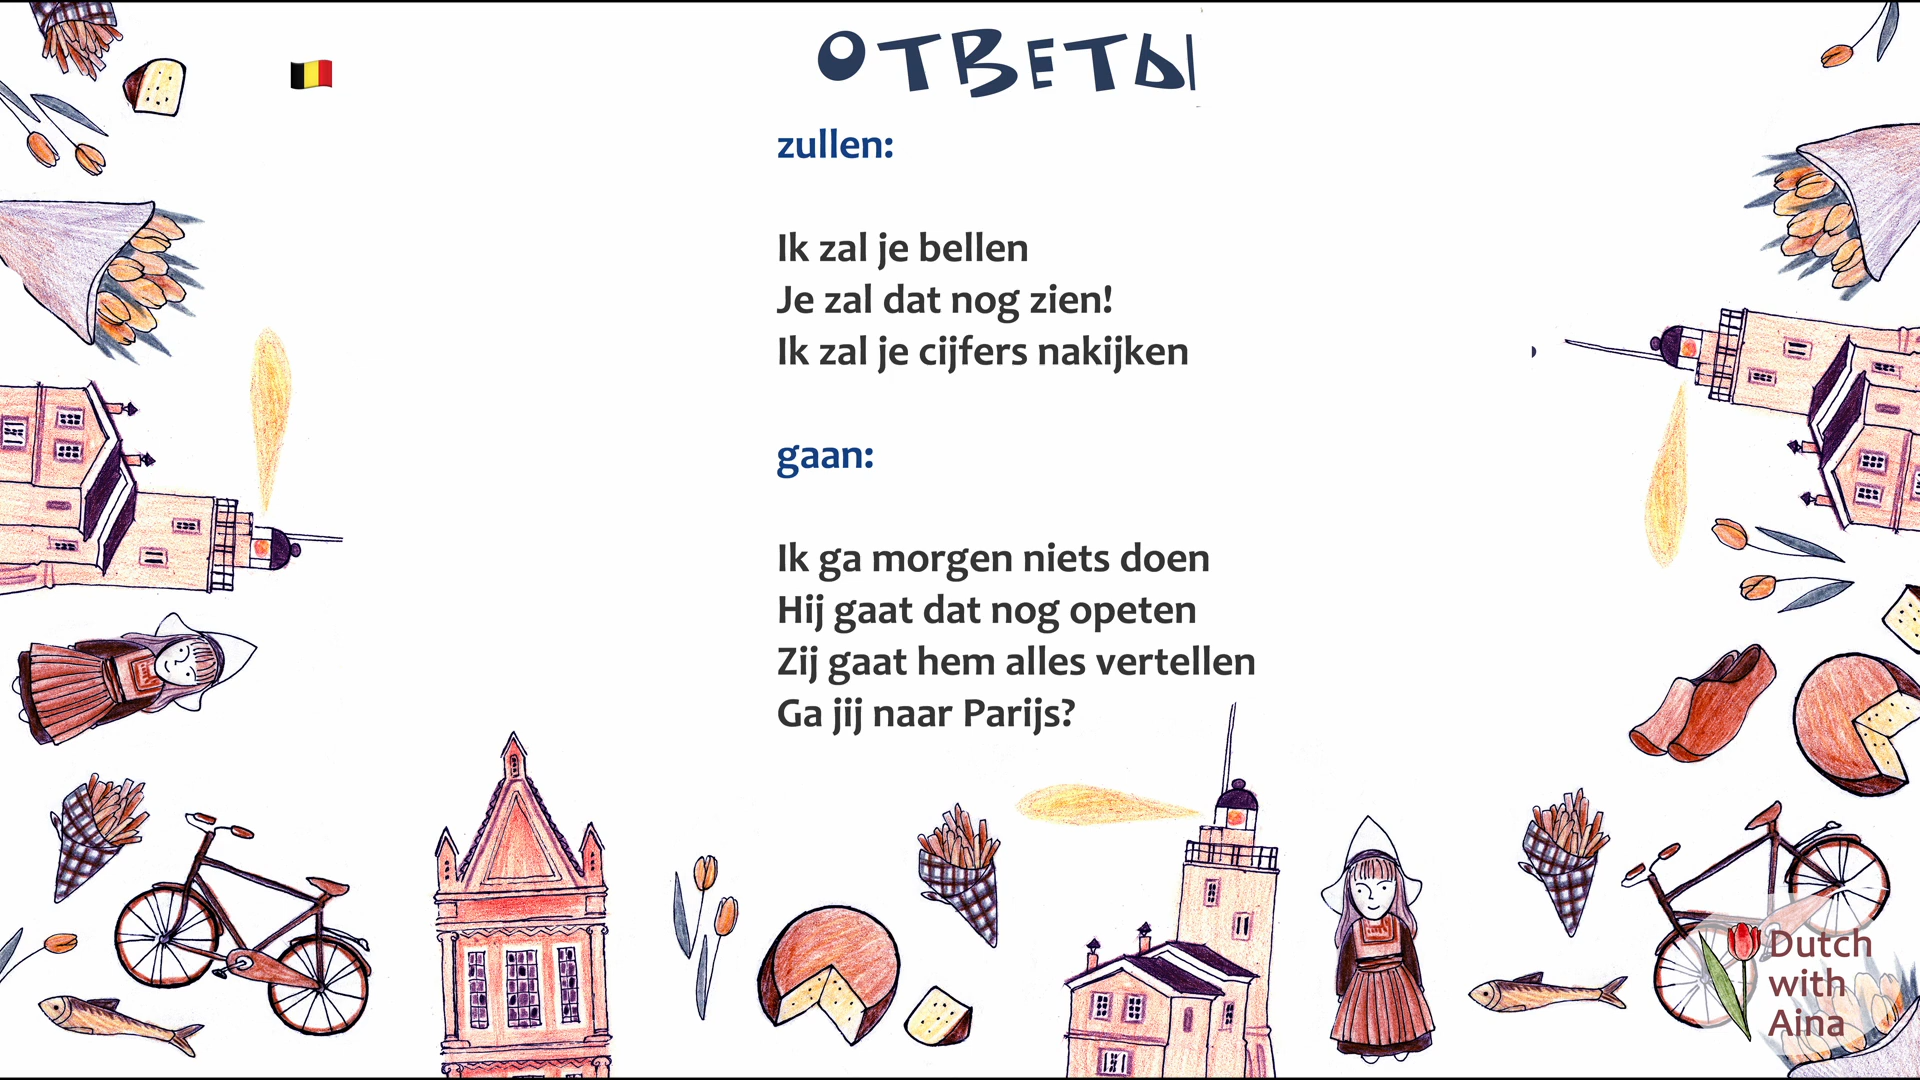 ОТВЕТЫ
zullen:
Ik zal je bellen
Je zal dat nog zien!
Ik zal je cijfers nakijken
gaan:
Ik ga morgen niets doen
Hij gaat dat nog opeten
Zij gaat hem alles vertellen
Ga jij naar Parijs?
Dutch
with
Aina